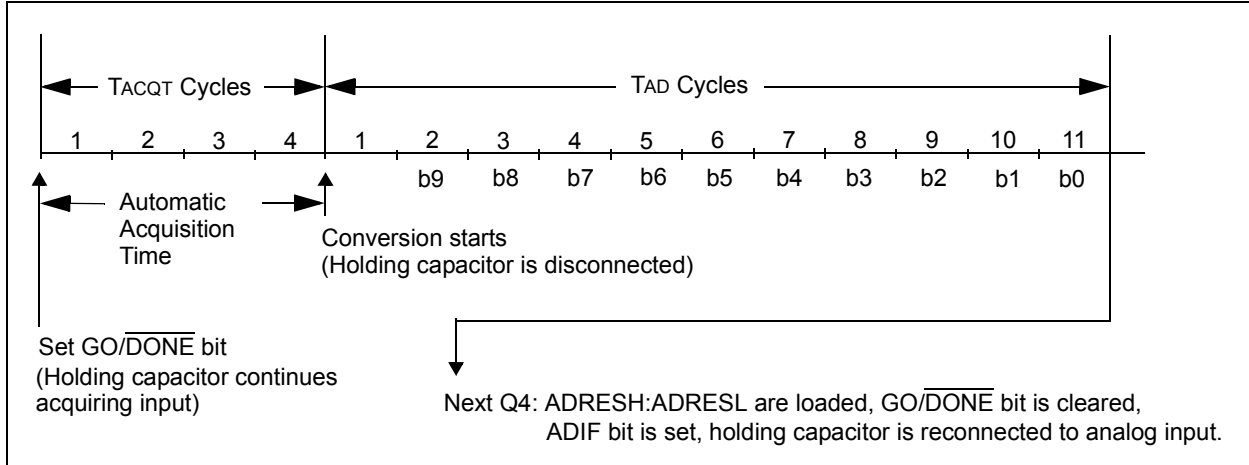 TACQT Cycles
TAD Cycles
1 2 3 4 1 2 3 4 5 6 7 8 9 10 11
b9 b8 b7 b6 b5 b4 b3 b2 b1 b0
Automatic
Acquisition
Time
Conversion starts
(Holding capacitor is disconnected)
Set GO/DONE bit
(Holding capacitor continues
acquiring input)
Next Q4: ADRESH:ADRESL are loaded, GO/DONE bit is cleared,
ADIF bit is set, holding capacitor is reconnected to analog input.